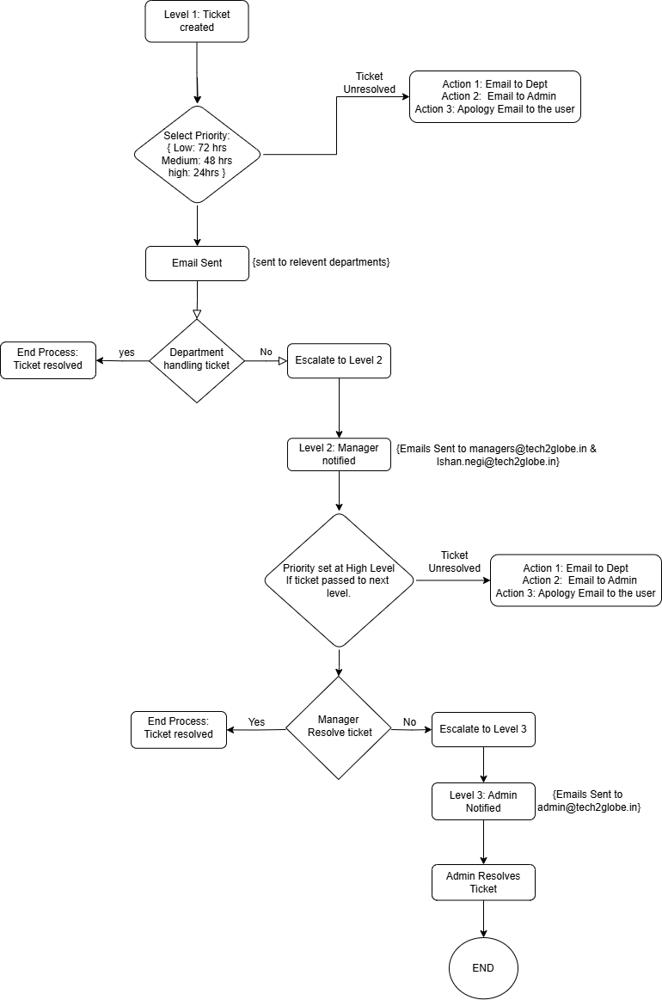 Level 1: Ticket
created
Ticket
Unresolved
Action 1: Email to Dept
Action 2:  Email to Admin
Action 3: Apology Email to the user
Select Priority:
{ Low: 72 hrs
Medium: 48 hrs
high: 24hrs }
Email Sent
{sent to relevent departments}
End Process:
Ticket resolved
yes
Department
handling ticket
No
Escalate to Level 2
Level 2: Manager
notified
{Emails Sent to managers@tech2globe.in &
Ishan.negi@tech2globe.in}
Priority set at High Level
If ticket passed to next
level.
Ticket
Unresolved
Action 1: Email to Dept
Action 2:  Email to Admin
Action 3: Apology Email to the user
End Process:
Ticket resolved
Yes
Manager
Resolve ticket
No
Escalate to Level 3
Level 3: Admin
Notified
{Emails Sent to
admin@tech2globe.in}
Admin Resolves
Ticket
END